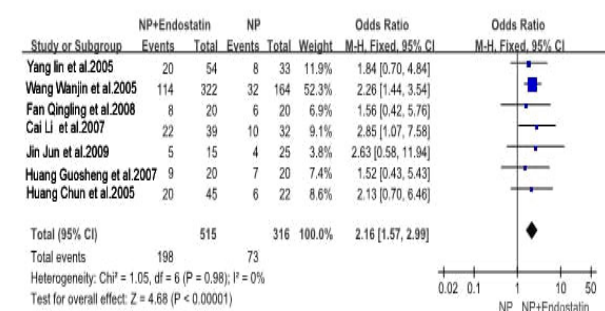 NP+Endostatin NP Odds Ratio Odds Ratio
Study or Subgroup Events Total Events Total Weight M-H, Fixed, 95% CI M-H, Fixed, 95% CI
Yang lin et al.2005 20 54 8 33 11.9% 1.84 [0.70, 4.84]
Wang Wanjin et al.2005 114 322 32 164 52.3% 2.26 [1.44, 3.54]
Fan Qingling et al.2008 8 20 6 20 7.9% 1.56 [0.42, 5.76]
Cai Li et al.2007 22 39 10 32 9.1% 2.85 [1.07, 7.58]
Jin Jun et al.2009 5 15 4 25 3.8% 2.63 [0.58, 11.94]
Huang Guosheng et al.2007 9 20 7 20 7.4% 1.52 [0.43, 5.43]
Huang Chun et al.2005 20 45 6 22 8.6% 2.13 [0.70, 6.46]
Total (95% CI) 515 316 100.0% 2.16 [1.57, 2.99]
Total events 198 73
Heterogeneity: Chi² = 1.05, df = 6 (P = 0.98); I² = 0%
Test for overall effect: Z = 4.68 (P < 0.00001)
0.02 0.1 1 10 50
NP NP+Endostatin